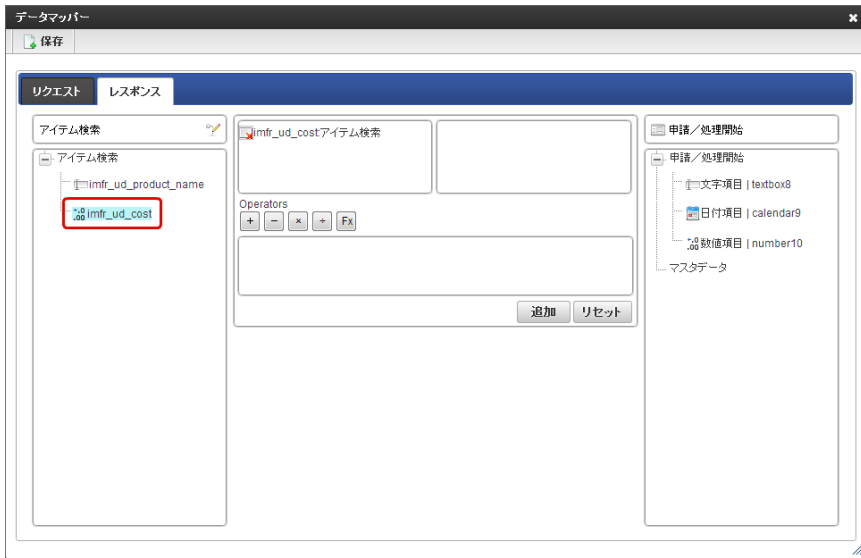 データマッパー
保存
リクエスト
レスポンス
アイテム検索
アイテム検索
imfr_ud_product_name
imfr_ud_cost
imfr_ud_cost:アイテム検索
Operators
+ − × ÷ Fx
追加
リセット
申請／処理開始
申請／処理開始
文字項目 | textbox8
日付項目 | calendar9
数値項目 | number10
マスタデータ